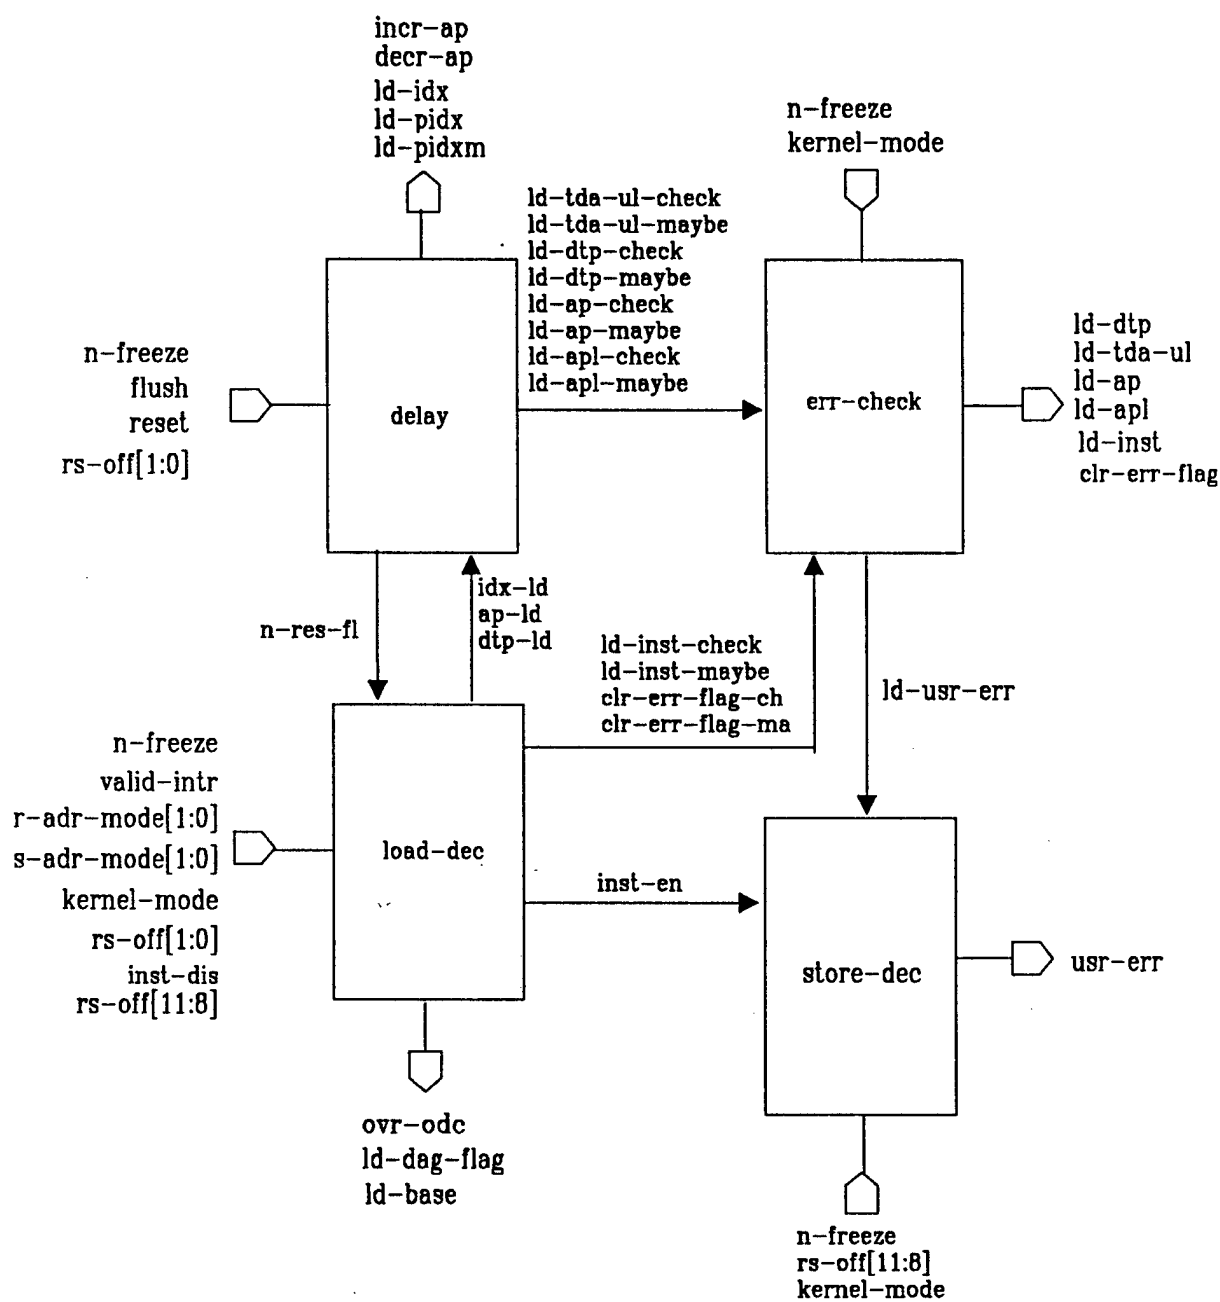 incr-ap
decr-ap
ld-idx
ld-pidx
ld-pidxm
n-freeze
kernel-mode
ld-tda-ul-check
ld-tda-ul-maybe
ld-dtp-check
ld-dtp-maybe
ld-ap-check
ld-ap-maybe
ld-apl-check
ld-apl-maybe
n-freeze
flush
reset
rs-off[1:0]
delay
err-check
ld-dtp
ld-tda-ul
ld-ap
ld-apl
ld-inst
clr-err-flag
n-res-fl
idx-ld
ap-ld
dtp-ld
ld-inst-check
ld-inst-maybe
clr-err-flag-ch
clr-err-flag-ma
ld-usr-err
n-freeze
valid-intr
r-adr-mode[1:0]
s-adr-mode[1:0]
kernel-mode
rs-off[1:0]
inst-dis
rs-off[11:8]
load-dec
inst-en
store-dec
usr-err
ovr-odc
ld-dag-flag
ld-base
n-freeze
rs-off[11:8]
kernel-mode